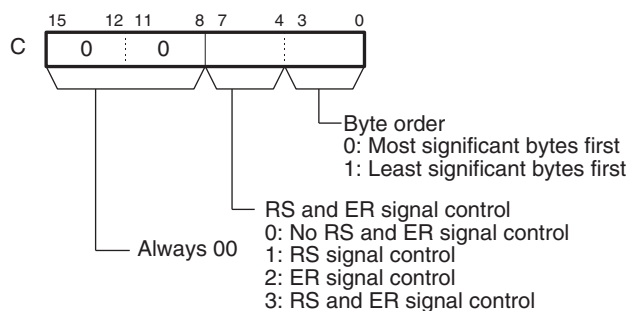 15 12 11 8 7 4 3 0
C 0 0
Byte order
0: Most significant bytes first
1: Least significant bytes first
RS and ER signal control
0: No RS and ER signal control
Always 00
1: RS signal control
2: ER signal control
3: RS and ER signal control